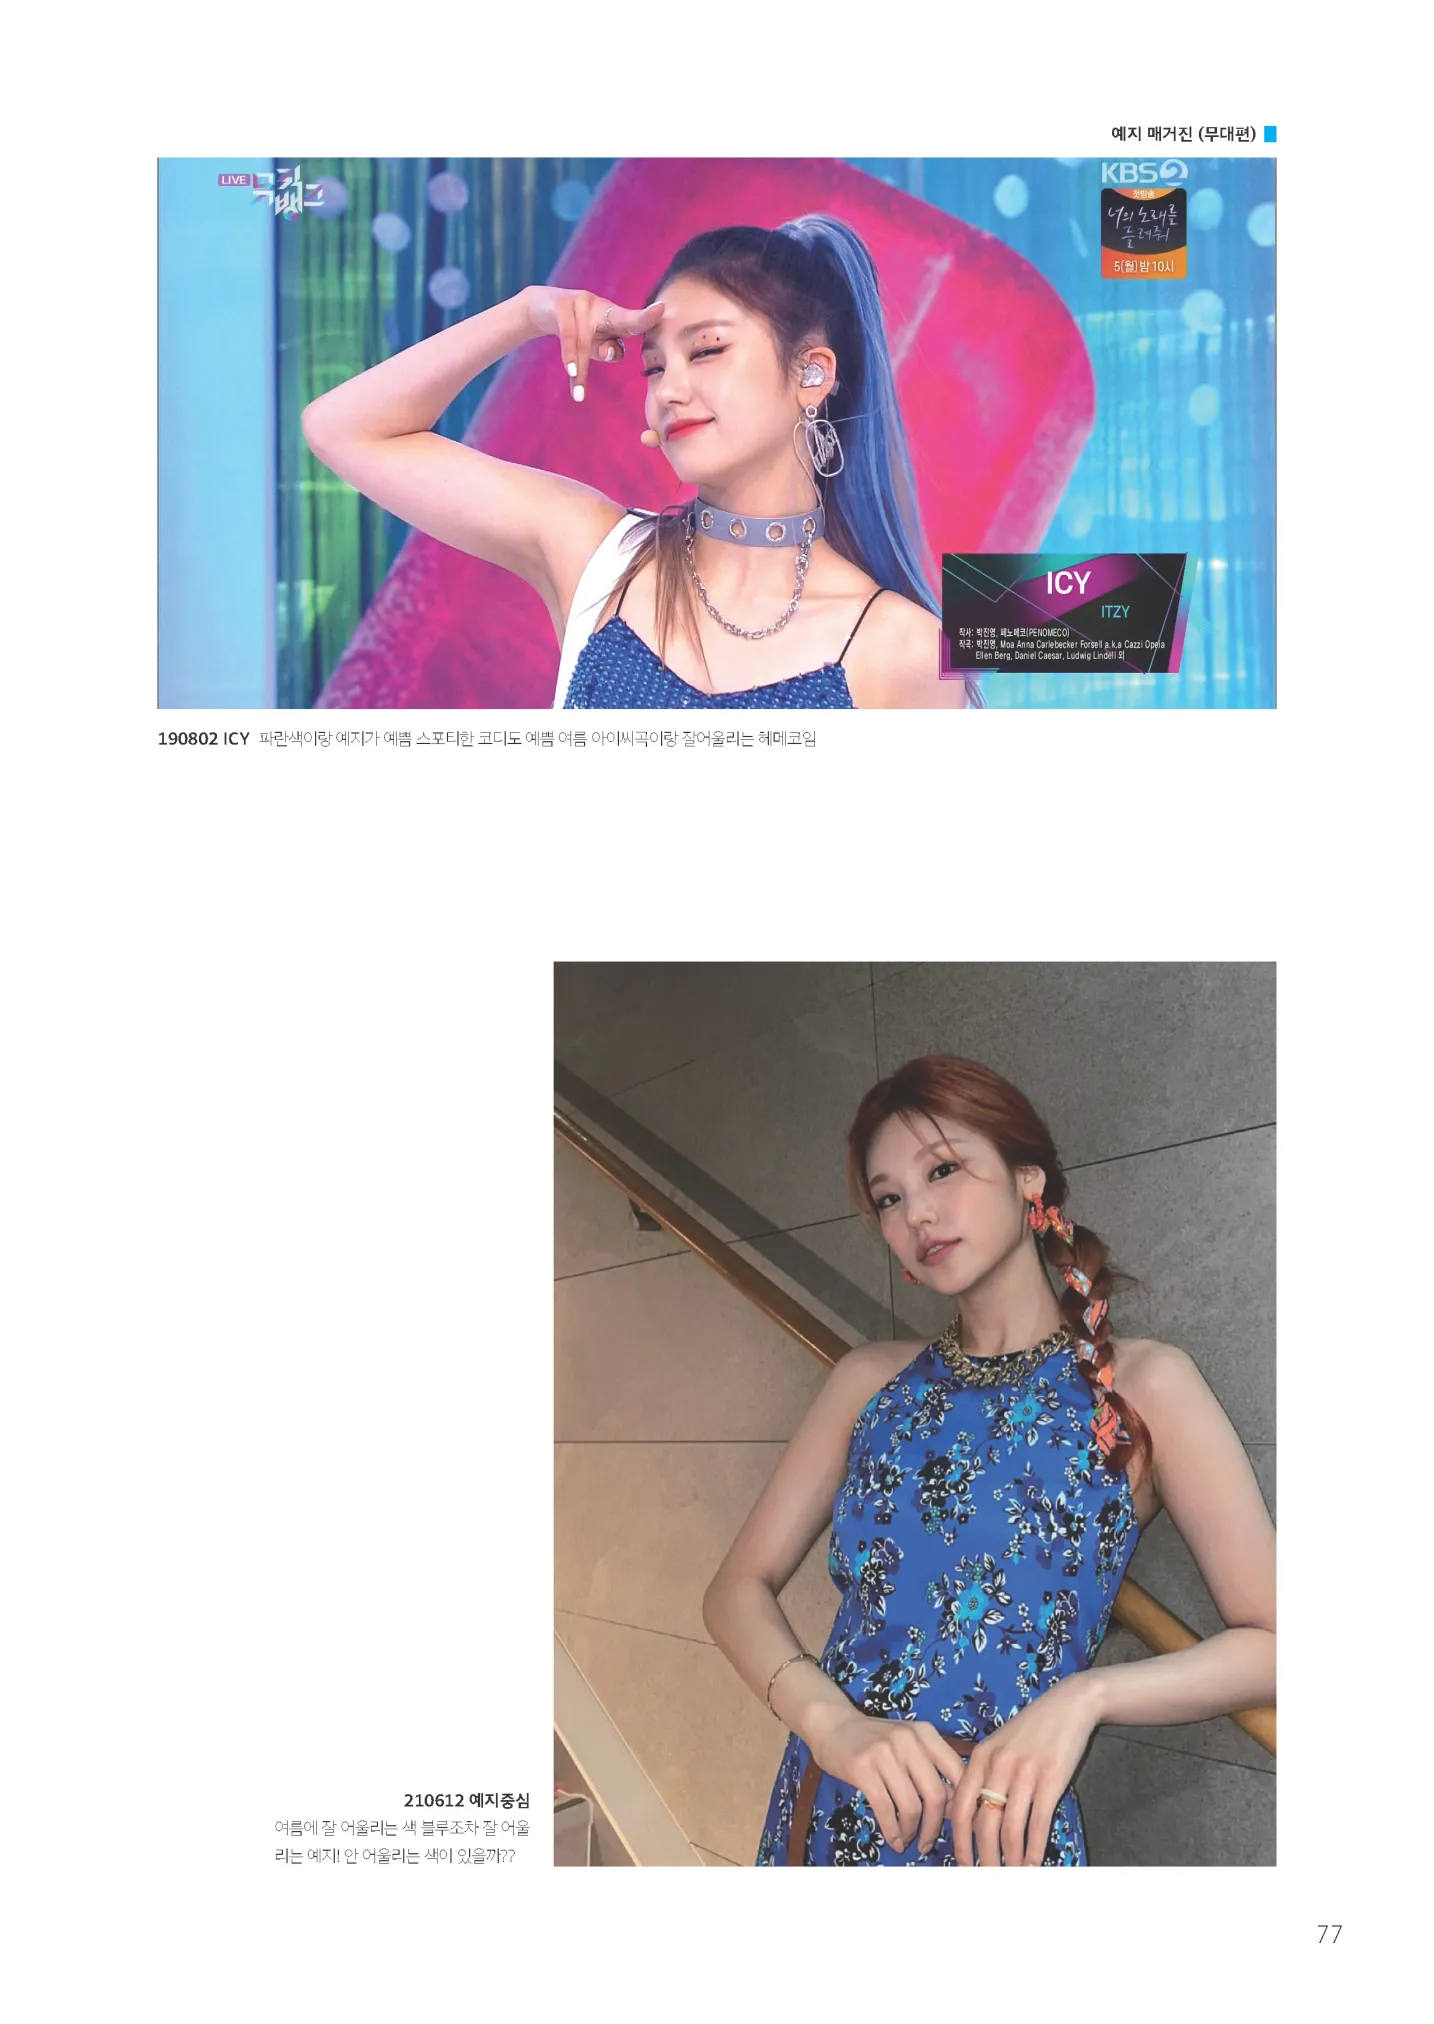 예지 매거진 (무대편)
LIVE 뮤직뱅크
KBS2
첫방송
너의 노래를
들려줘
5(월) 밤 10시
ICY
ITZY
작사: 박진영, 페노메코(PENOMECO)
작곡: 박진영, Moa Anna Carlebecker Forsell a.k.a Cazzi Opeia
Ellen Berg, Daniel Caesar, Ludwig Lindell 외
190802 ICY 파란색이랑 예지가 예쁨 스포티한 코디도 예쁨 여름 아이씨곡이랑 잘어울리는 헤메코임
210612 예지중심
여름에 잘 어울리는 색 블루조차 잘 어울
리는 예지! 안 어울리는 색이 있을까??
77